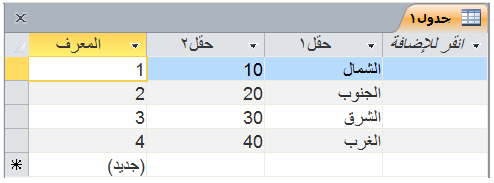 جدول١
انقر للإضافة حقل١ حقل٢ المعرف
الشمال 10 1
الجنوب 20 2
الشرق 30 3
الغرب 40 4
(جديد)